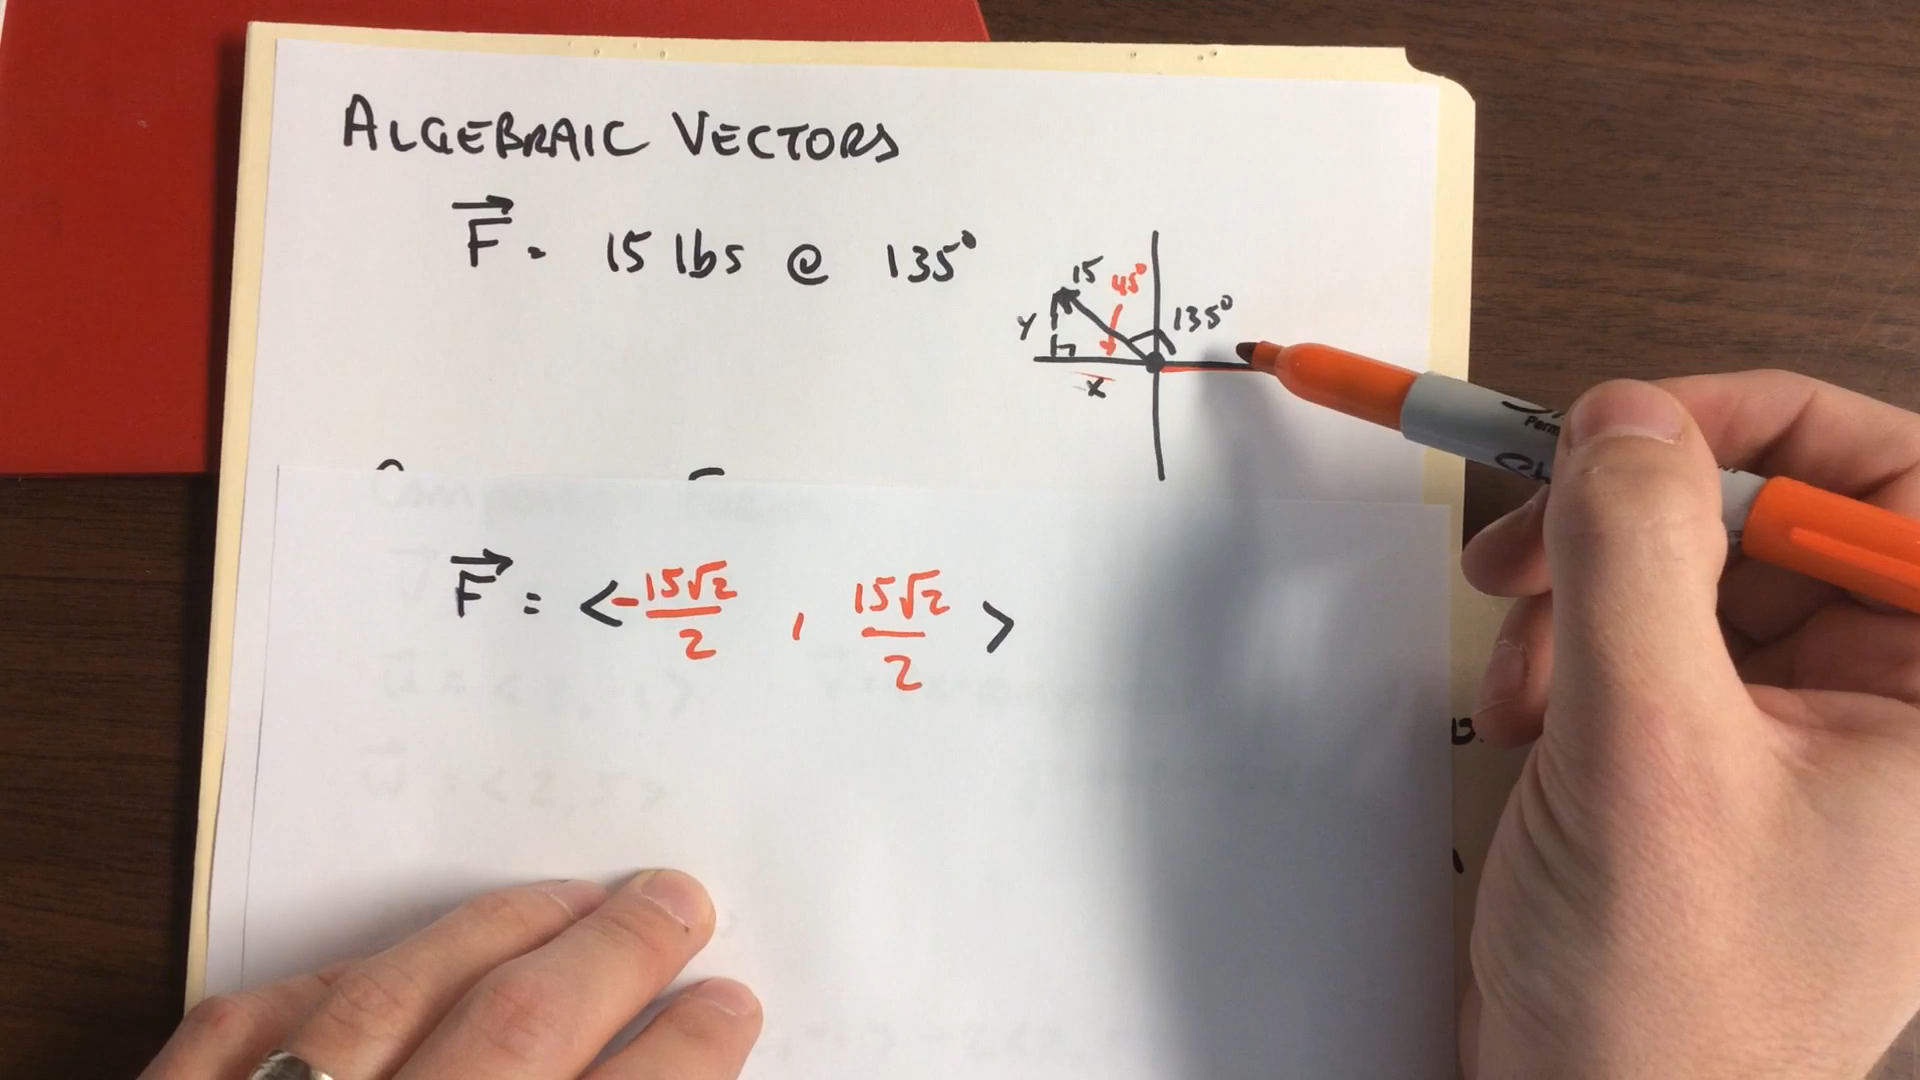 ALGEBRAIC VECTORS
F = 15 lbs @ 135°
15 45°
135°
y
x
F = <-15√2/2 , 15√2/2 >